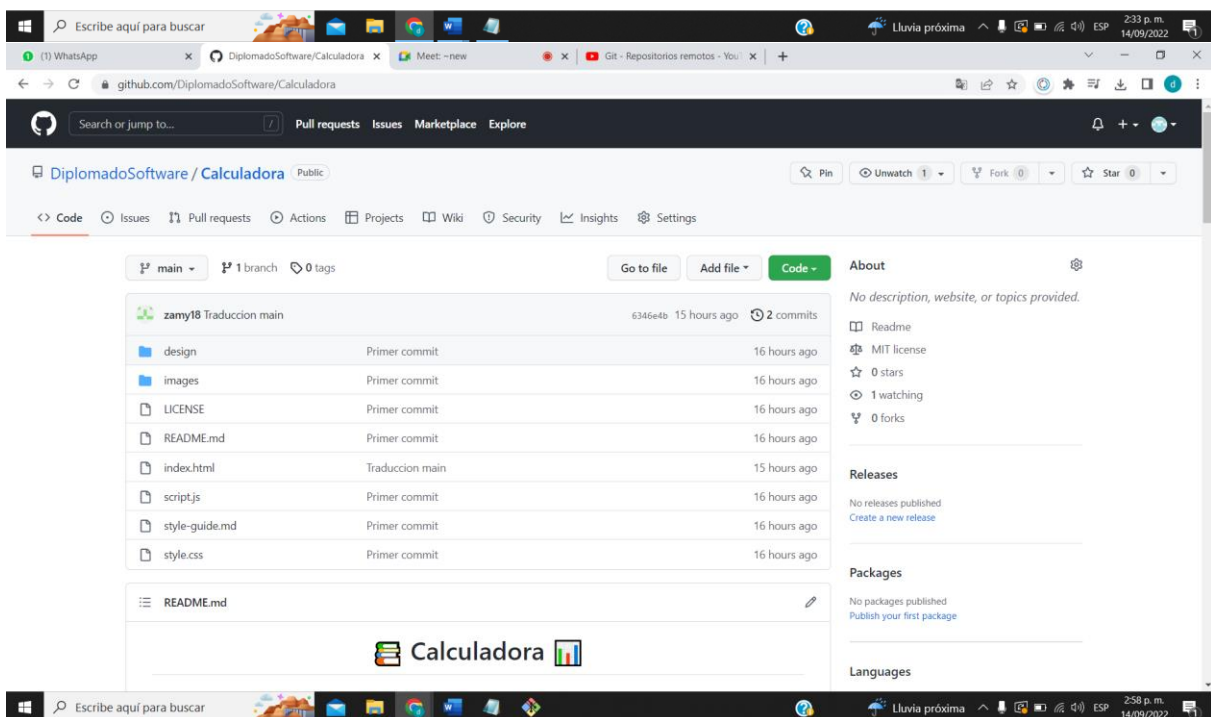 Escribe aquí para buscar
Lluvia próxima
ESP
2:33 p. m.
14/09/2022
(1) WhatsApp
DiplomadoSoftware/Calculadora
Meet: ~new
Git - Repositorios remotos - You
github.com/DiplomadoSoftware/Calculadora
Search or jump to...
/
Pull requests Issues Marketplace Explore
DiplomadoSoftware / Calculadora Public
Pin
Unwatch 1
Fork 0
Star 0
Code Issues Pull requests Actions Projects Wiki Security Insights Settings
main 1 branch 0 tags
Go to file Add file Code
zamy18 Traduccion main 6346e4b 15 hours ago 2 commits
design Primer commit 16 hours ago
images Primer commit 16 hours ago
LICENSE Primer commit 16 hours ago
README.md Primer commit 16 hours ago
index.html Traduccion main 15 hours ago
script.js Primer commit 16 hours ago
style-guide.md Primer commit 16 hours ago
style.css Primer commit 16 hours ago
README.md
Calculadora
About
No description, website, or topics provided.
Readme
MIT license
0 stars
1 watching
0 forks
Releases
No releases published
Create a new release
Packages
No packages published
Publish your first package
Languages
Escribe aquí para buscar
Lluvia próxima
ESP
2:58 p. m.
14/09/2022